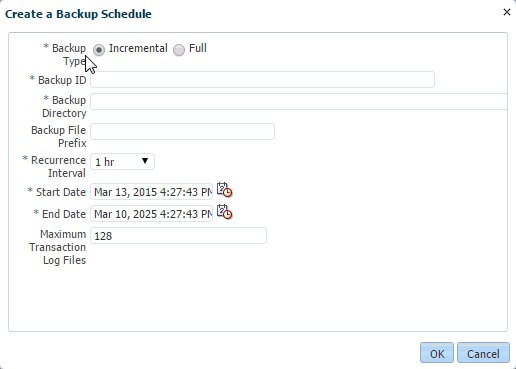 Create a Backup Schedule
* Backup Type Incremental Full
* Backup ID
* Backup Directory
Backup File Prefix
* Recurrence Interval 1 hr
* Start Date Mar 13, 2015 4:27:43 PM
* End Date Mar 10, 2025 4:27:43 PM
Maximum Transaction Log Files 128
OK Cancel